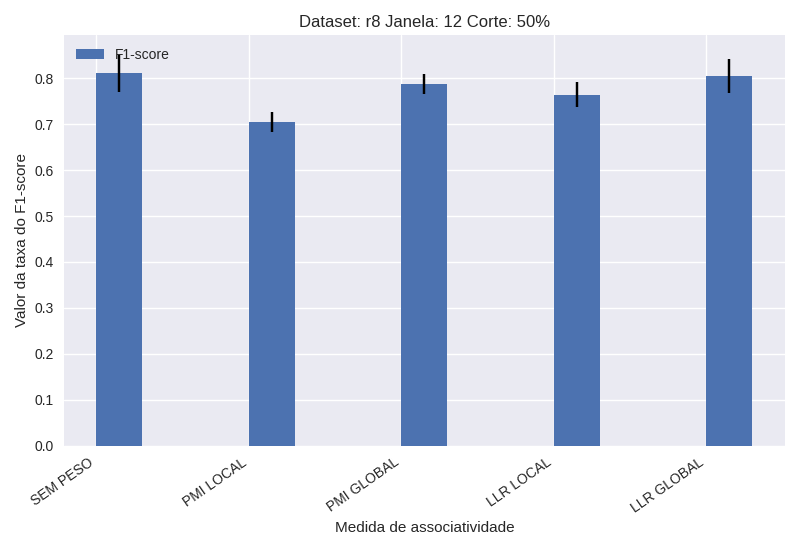 Dataset: r8 Janela: 12 Corte: 50%
F1-score
Valor da taxa do F1-score
0.8
0.7
0.6
0.5
0.4
0.3
0.2
0.1
0.0
SEM PESO
PMI LOCAL
PMI GLOBAL
LLR LOCAL
LLR GLOBAL
Medida de associatividade